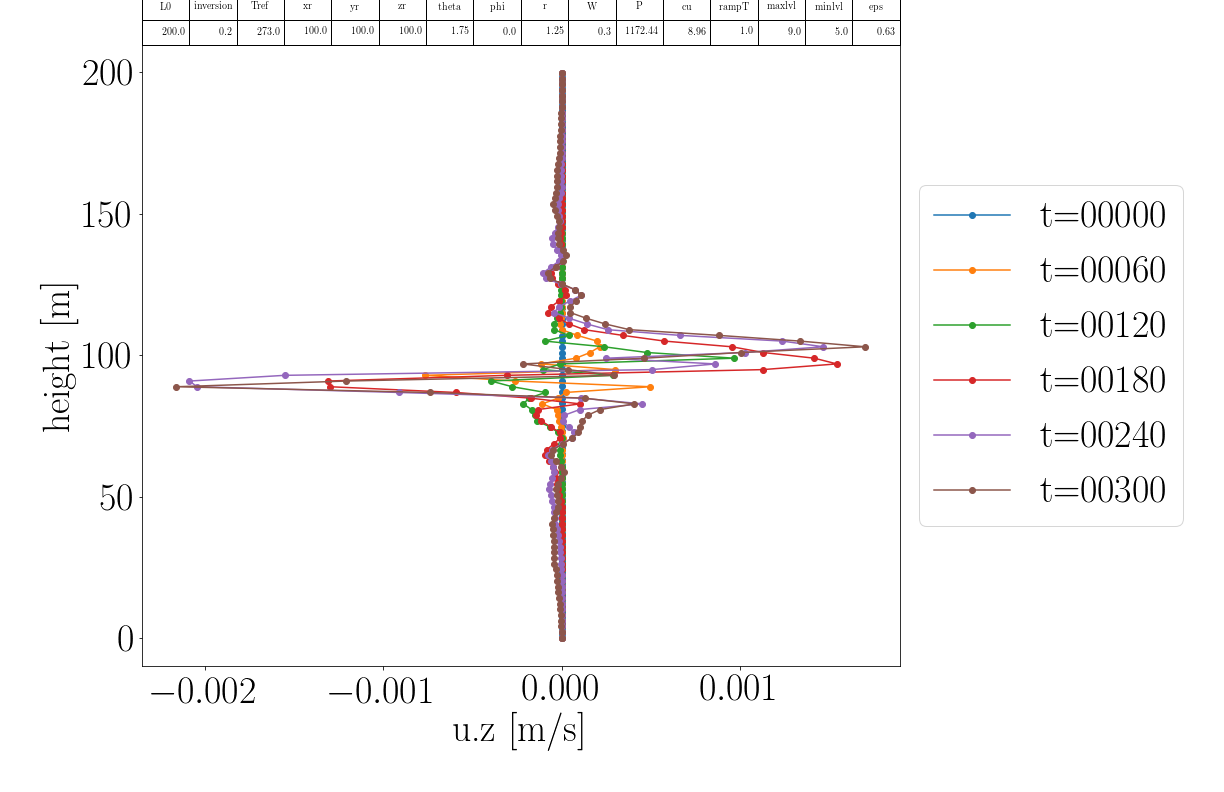 L0 inversion Tref xr yr zr theta phi r W P cu rampT maxlvl minlvl eps
200.0 0.2 273.0 100.0 100.0 100.0 1.75 0.0 1.25 0.3 1172.44 8.96 1.0 9.0 5.0 0.63
200
150
100
50
0
height [m]
−0.002 −0.001 0.000 0.001
u.z [m/s]
t=00000
t=00060
t=00120
t=00180
t=00240
t=00300